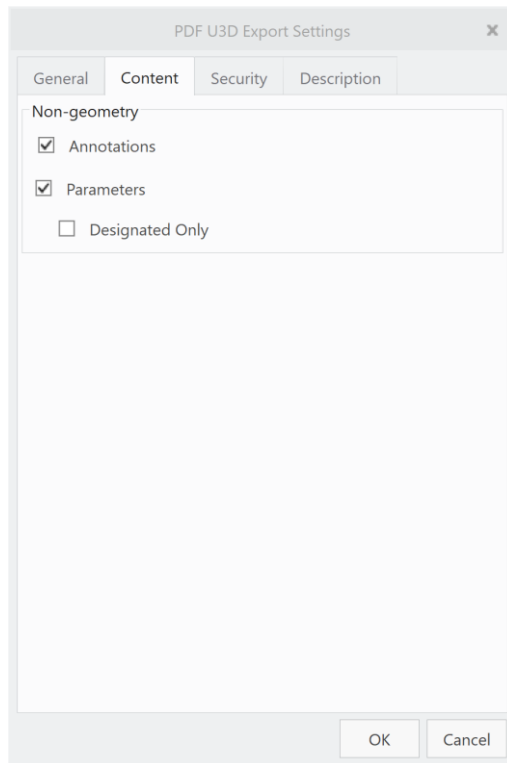 PDF U3D Export Settings
General Content Security Description
Non-geometry
Annotations
Parameters
Designated Only
OK Cancel